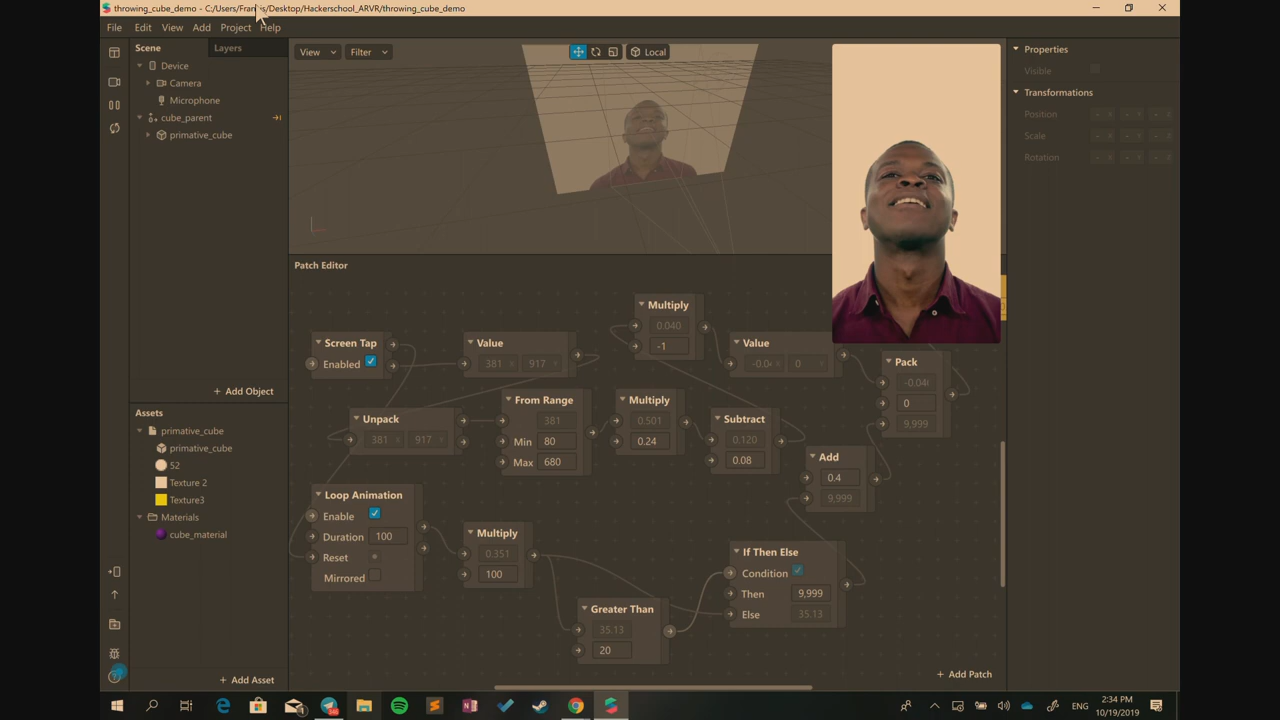 throwing_cube_demo - C:/Users/Francis/Desktop/Hackerschool_ARVR/throwing_cube_demo
File Edit View Add Project Help
Scene Layers
Device
Camera
Microphone
cube_parent
primative_cube
+ Add Object
Assets
primative_cube
primative_cube
52
Texture 2
Texture3
Materials
cube_material
+ Add Asset
View Filter Local
Patch Editor
Screen Tap
Enabled
Value
381 917
Multiply
0.040
-1
Value
0
Pack
0
9.999
Unpack
381 917
From Range
381
Min 80
Max 680
Multiply
0.501
0.24
Subtract
0.120
0.08
Add
0.4
9,999
Loop Animation
Enable
Duration 100
Reset
Mirrored
Multiply
0.351
100
Greater Than
35.13
20
If Then Else
Condition
Then 9,999
Else 35.13
+ Add Patch
Properties
Visible
Transformations
Position
Scale
Rotation
ENG
2:34 PM
10/19/2019